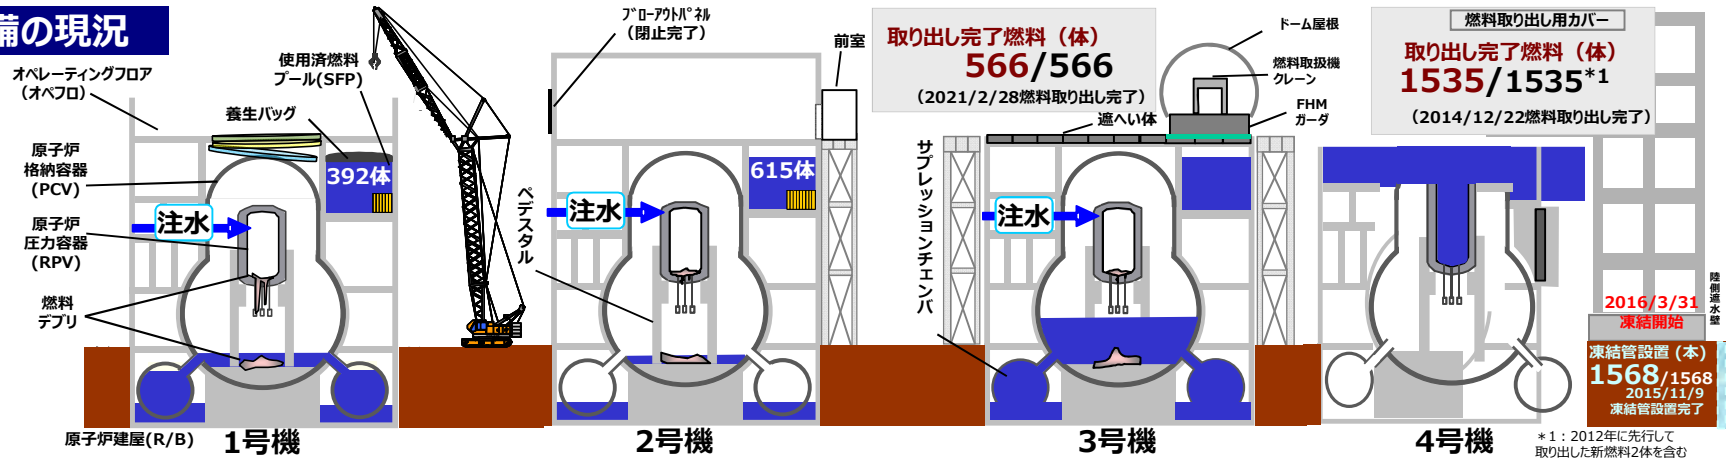 備の現況
オペレーティングフロア
(オペフロ)
原子炉
格納容器
(PCV)
原子炉
圧力容器
(RPV)
燃料
デブリ
原子炉建屋(R/B)
使用済燃料
プール(SFP)
養生バッグ
392体
注水
1号機
ブローアウトパネル
(閉止完了)
前室
615体
注水
ペデスタル
2号機
取り出し完了燃料(体)
566/566
(2021/2/28燃料取り出し完了)
ドーム屋根
燃料取扱機
クレーン
FHM
ガーダ
遮へい体
サプレッションチェンバ
注水
3号機
燃料取り出し用カバー
取り出し完了燃料(体)
1535/1535*1
(2014/12/22燃料取り出し完了)
4号機
陸側遮水壁
2016/3/31
凍結開始
凍結管設置(本)
1568/1568
2015/11/9
凍結管設置完了
*1:2012年に先行して
取り出した新燃料2体を含む